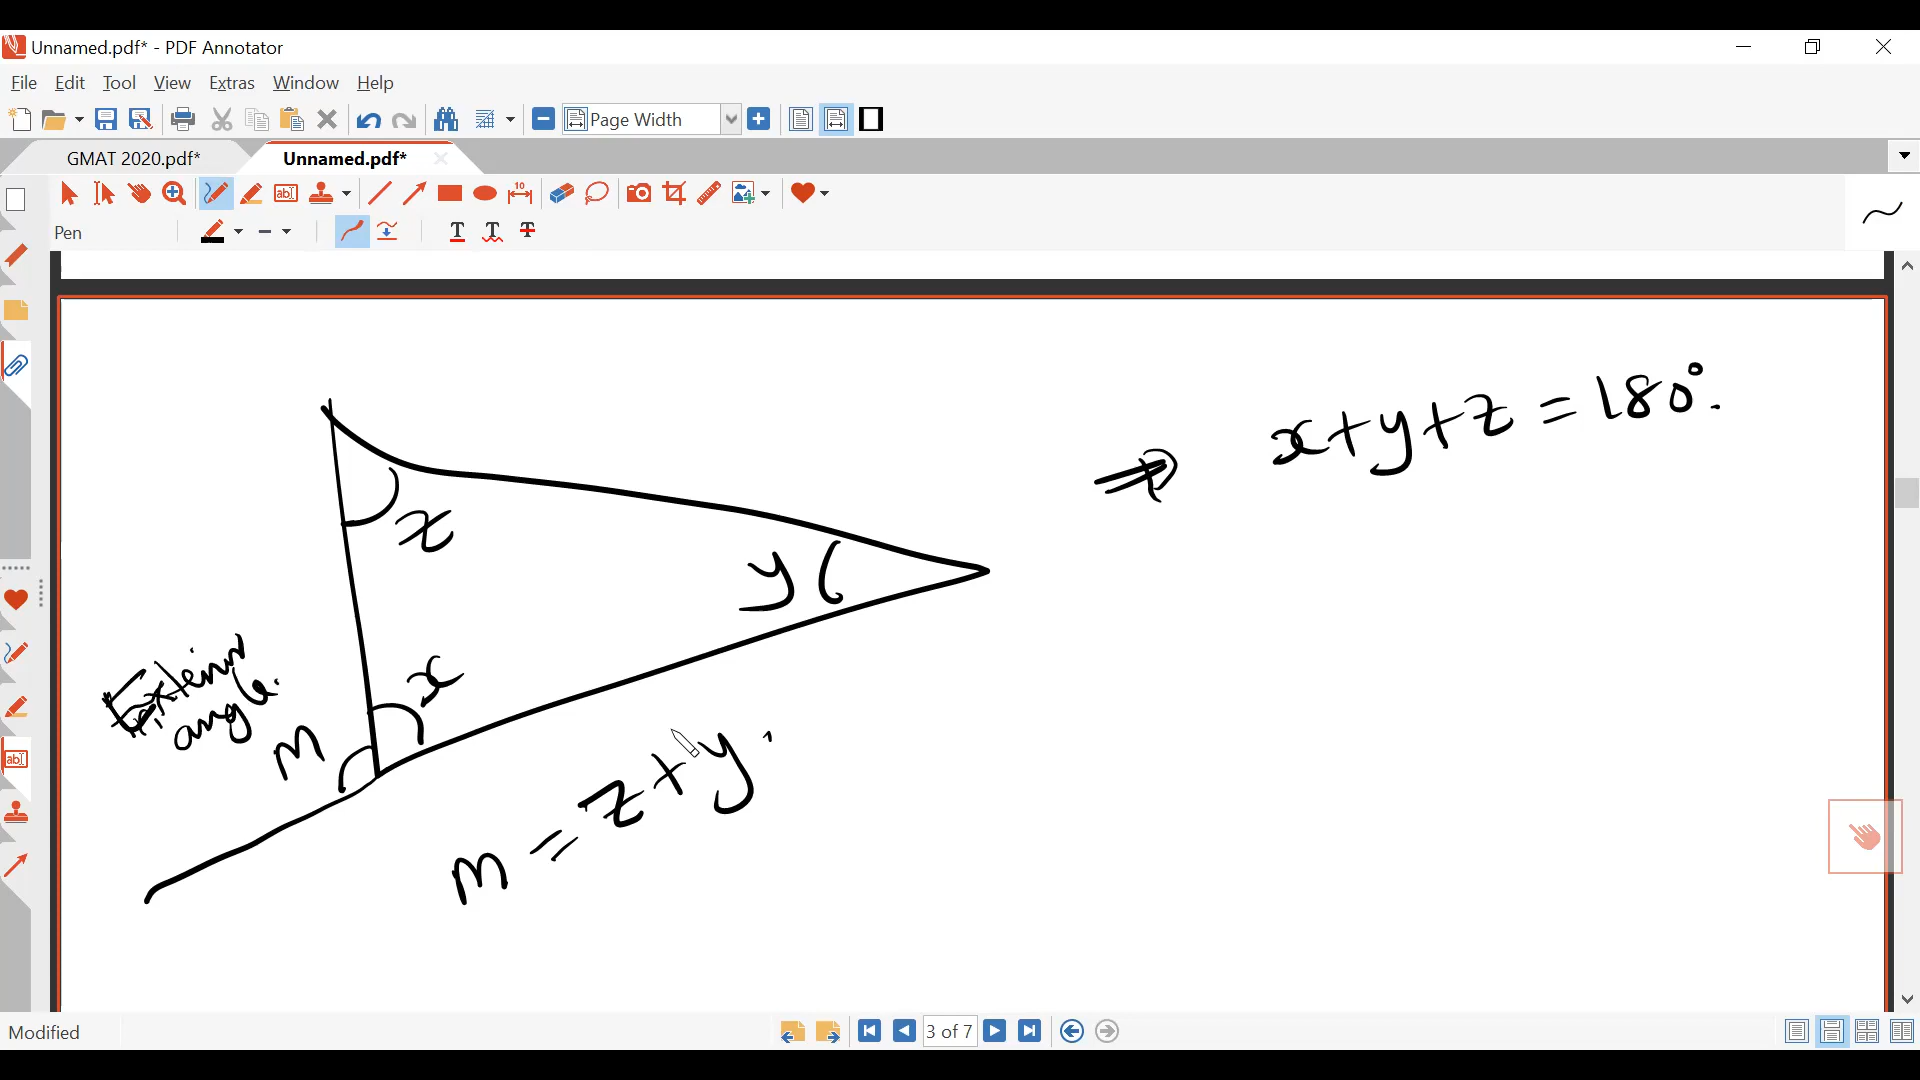 Unnamed.pdf* - PDF Annotator
File Edit Tool View Extras Window Help
Page Width
GMAT 2020.pdf* Unnamed.pdf*
Pen
x+y+z = 180°.
z
y
x
Exterior
angle.
m
m = z+y.
Modified
3 of 7